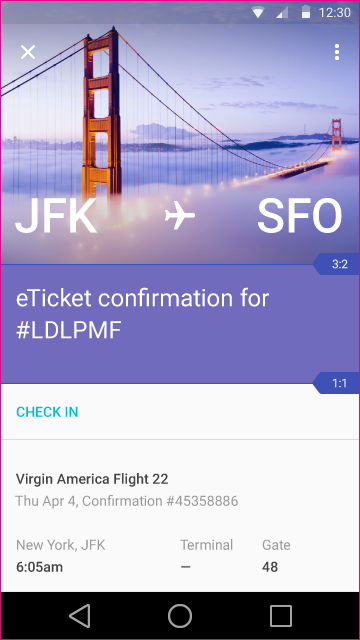 12:30
JFK SFO
3:2
eTicket confirmation for
#LDLPMF
1:1
CHECK IN
Virgin America Flight 22
Thu Apr 4, Confirmation #45358886
New York, JFK Terminal Gate
6:05am — 48